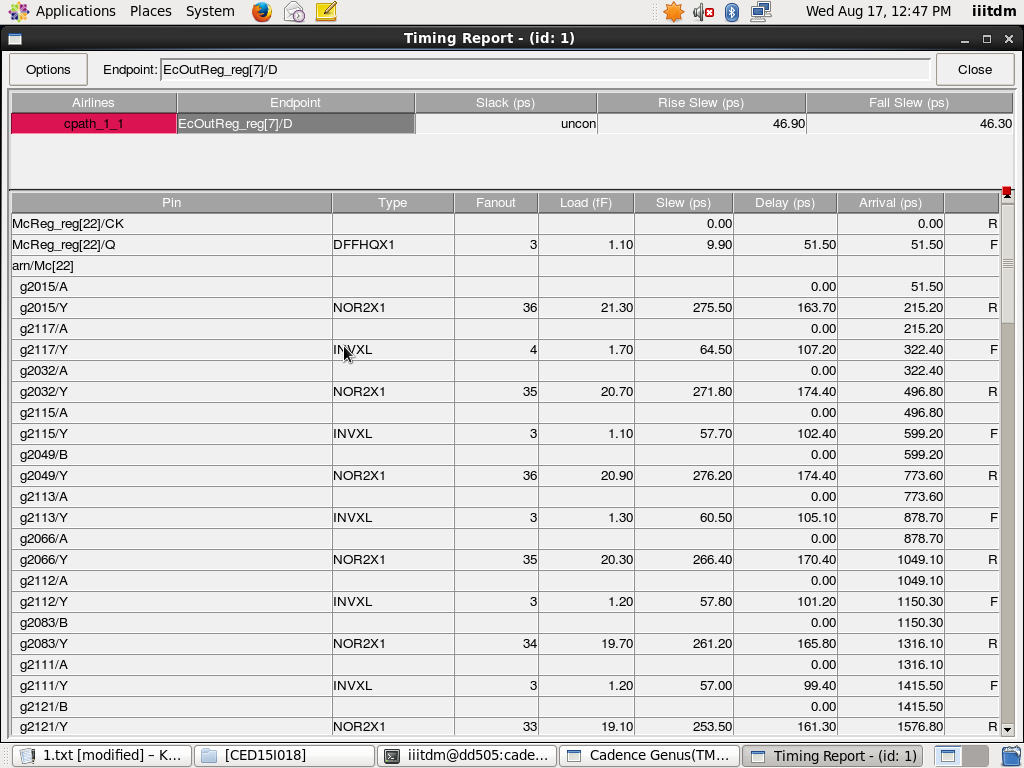 Applications Places System Wed Aug 17, 12:47 PM iiitdm
Timing Report - (id: 1)
Options Endpoint: EcOutReg_reg[7]/D Close
Airlines Endpoint Slack (ps) Rise Slew (ps) Fall Slew (ps)
cpath_1_1 EcOutReg_reg[7]/D uncon 46.90 46.30
Pin Type Fanout Load (fF) Slew (ps) Delay (ps) Arrival (ps)
McReg_reg[22]/CK 0.00 0.00 R
McReg_reg[22]/Q DFFHQX1 3 1.10 9.90 51.50 51.50 F
arn/Mc[22]
g2015/A 0.00 51.50
g2015/Y NOR2X1 36 21.30 275.50 163.70 215.20 R
g2117/A 0.00 215.20
g2117/Y INVXL 4 1.70 64.50 107.20 322.40 F
g2032/A 0.00 322.40
g2032/Y NOR2X1 35 20.70 271.80 174.40 496.80 R
g2115/A 0.00 496.80
g2115/Y INVXL 3 1.10 57.70 102.40 599.20 F
g2049/B 0.00 599.20
g2049/Y NOR2X1 36 20.90 276.20 174.40 773.60 R
g2113/A 0.00 773.60
g2113/Y INVXL 3 1.30 60.50 105.10 878.70 F
g2066/A 0.00 878.70
g2066/Y NOR2X1 35 20.30 266.40 170.40 1049.10 R
g2112/A 0.00 1049.10
g2112/Y INVXL 3 1.20 57.80 101.20 1150.30 F
g2083/B 0.00 1150.30
g2083/Y NOR2X1 34 19.70 261.20 165.80 1316.10 R
g2111/A 0.00 1316.10
g2111/Y INVXL 3 1.20 57.00 99.40 1415.50 F
g2121/B 0.00 1415.50
g2121/Y NOR2X1 33 19.10 253.50 161.30 1576.80 R
1.txt [modified] – K... [CED15I018] iiitdm@dd505:cade... Cadence Genus(TM... Timing Report - (id: 1)